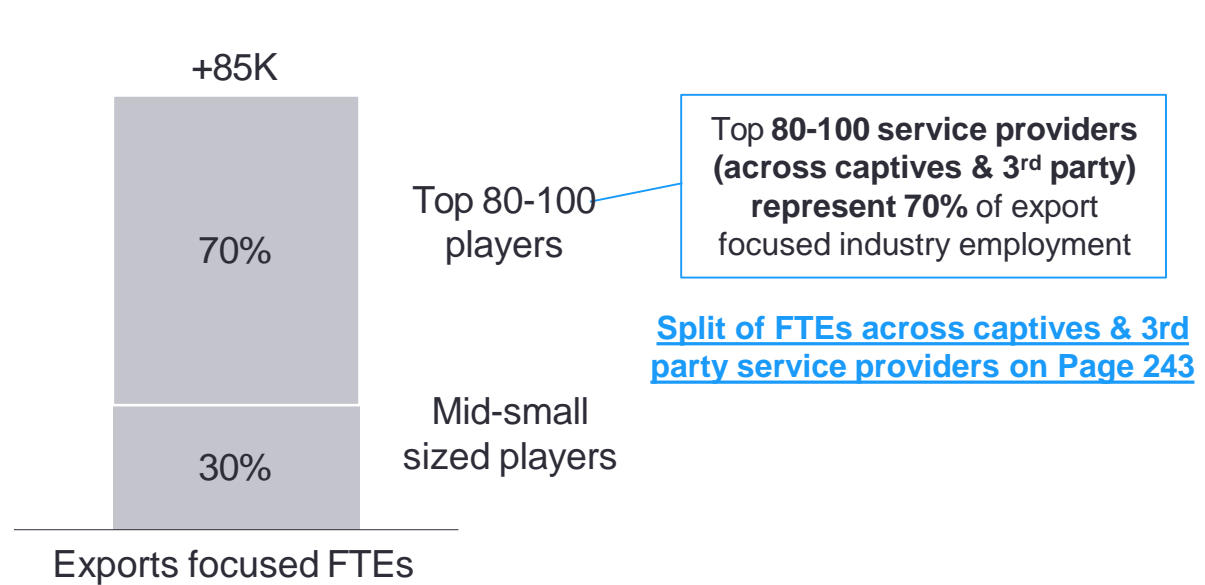 +85K
70%
30%
Exports focused FTEs
Top 80-100
players
Mid-small
sized players
Top 80-100 service providers
(across captives & 3rd party)
represent 70% of export
focused industry employment
Split of FTEs across captives & 3rd
party service providers on Page 243